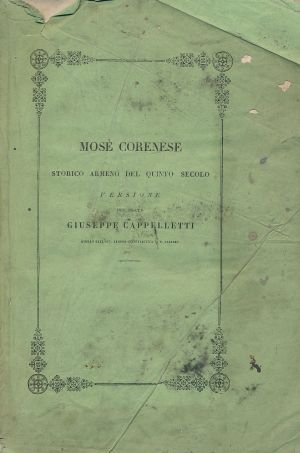 MOSÈ CORENESE
STORICO ARMENO DEL QUINTO SECOLO
VERSIONE
GIUSEPPE CAPPELLETTI